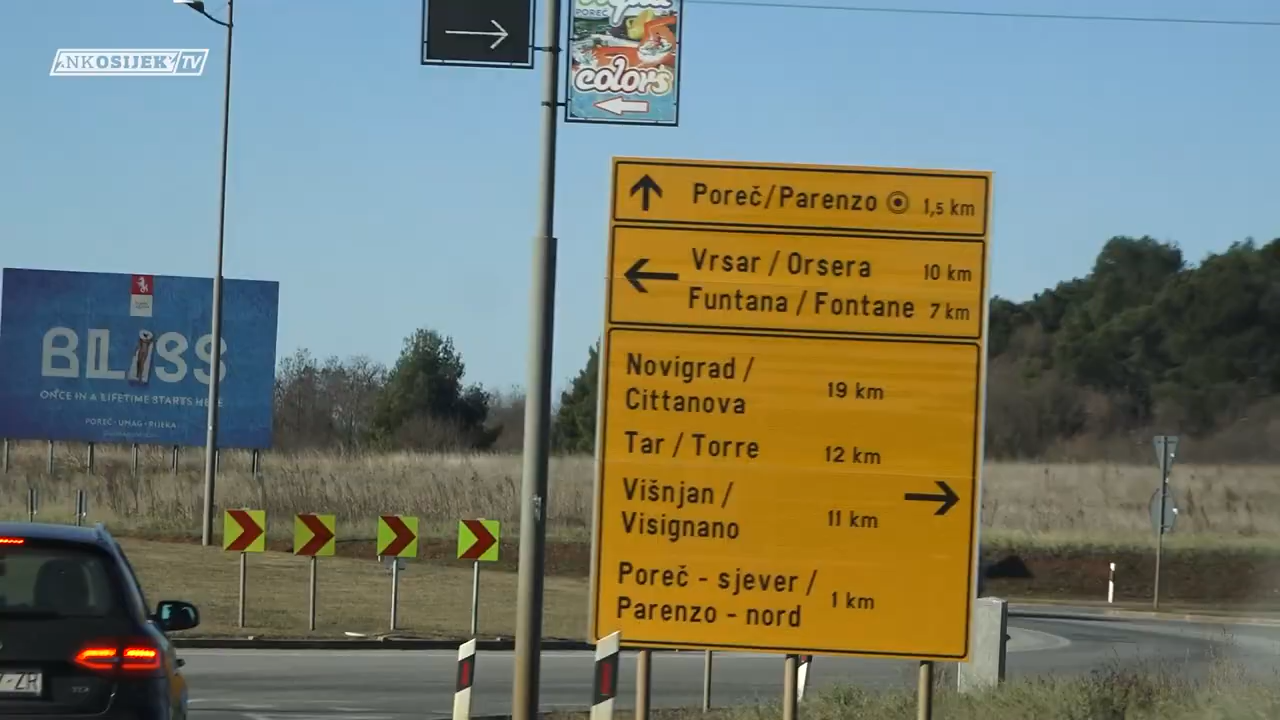 NKOSIJEK TV
POREČ
colors
Poreč/Parenzo 1,5 km
Vrsar / Orsera 10 km
Funtana / Fontane 7 km
Novigrad /
Cittanova 19 km
Tar / Torre 12 km
Višnjan /
Visignano 11 km
Poreč - sjever /
Parenzo - nord 1 km
BLISS
ONCE IN A LIFETIME STARTS HERE
POREČ · UMAG · RIJEKA
-ZR